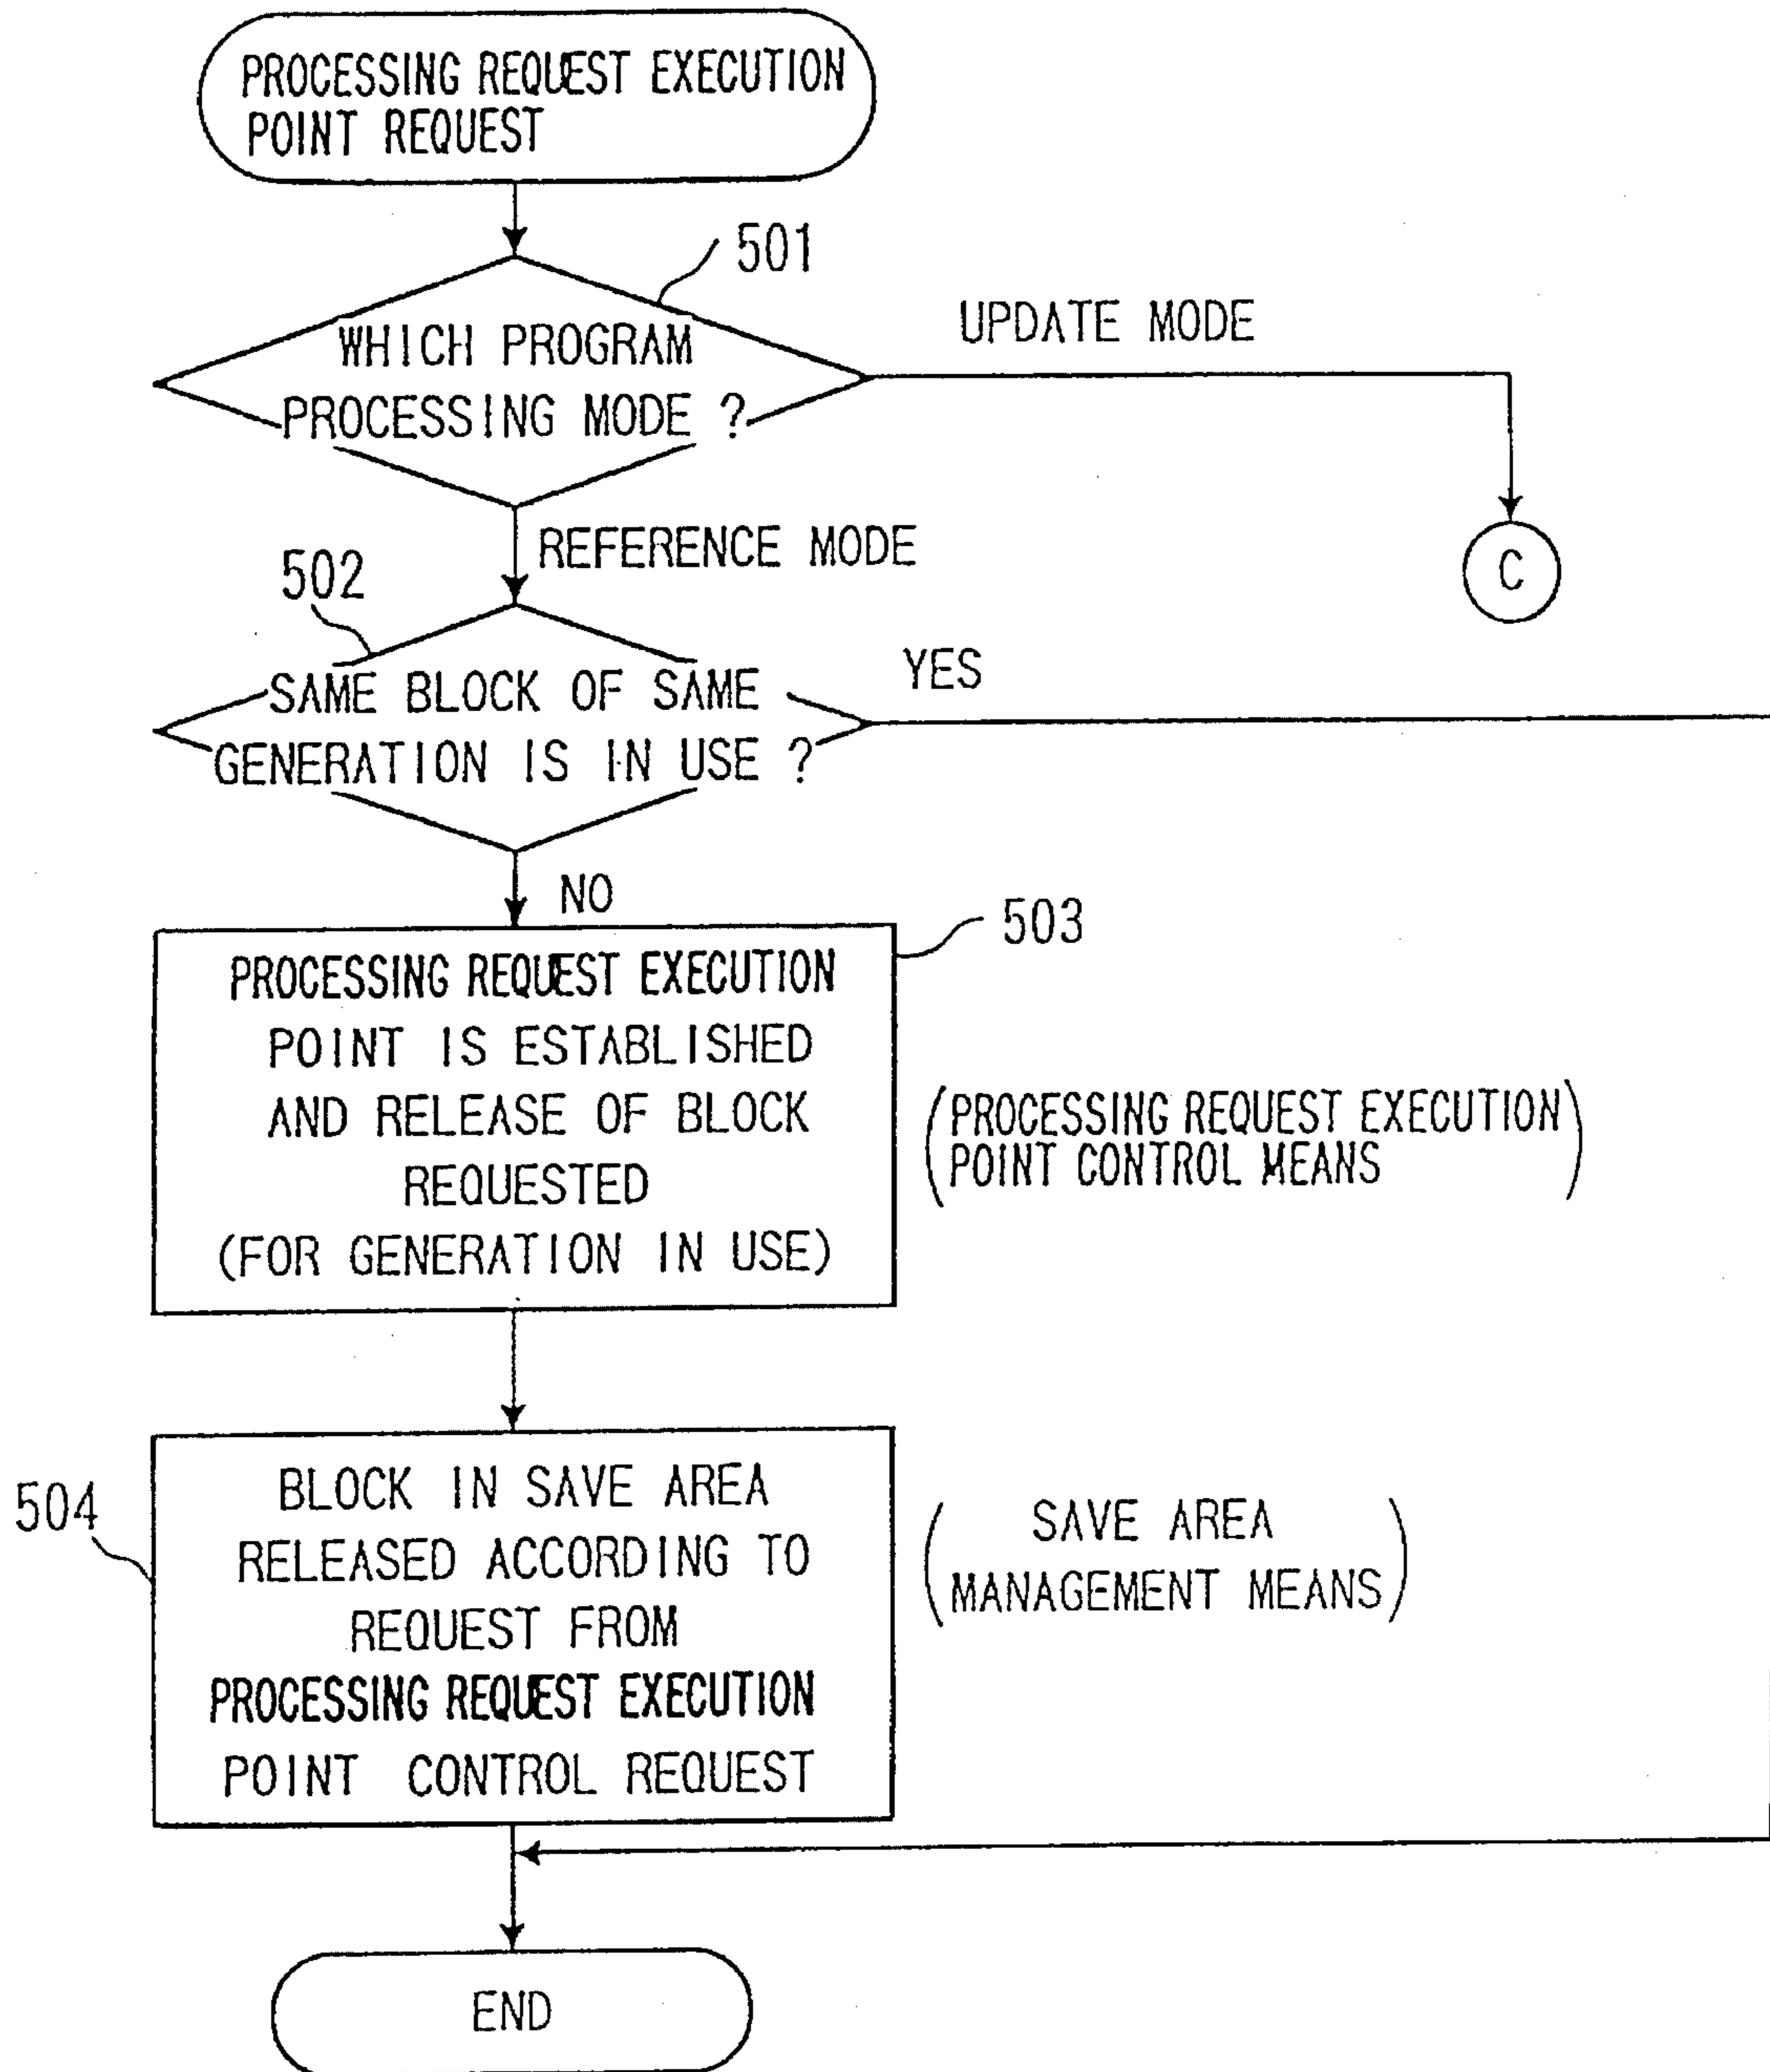 PROCESSING REQUEST EXECUTION
POINT REQUEST
501
WHICH PROGRAM
PROCESSING MODE ?
UPDATE MODE
C
REFERENCE MODE
502
SAME BLOCK OF SAME
GENERATION IS IN USE ?
YES
NO
503
PROCESSING REQUEST EXECUTION
POINT IS ESTABLISHED
AND RELEASE OF BLOCK
REQUESTED
(FOR GENERATION IN USE)
(PROCESSING REQUEST EXECUTION
POINT CONTROL MEANS)
504
BLOCK IN SAVE AREA
RELEASED ACCORDING TO
REQUEST FROM
PROCESSING REQUEST EXECUTION
POINT CONTROL REQUEST
(SAVE AREA
MANAGEMENT MEANS)
END